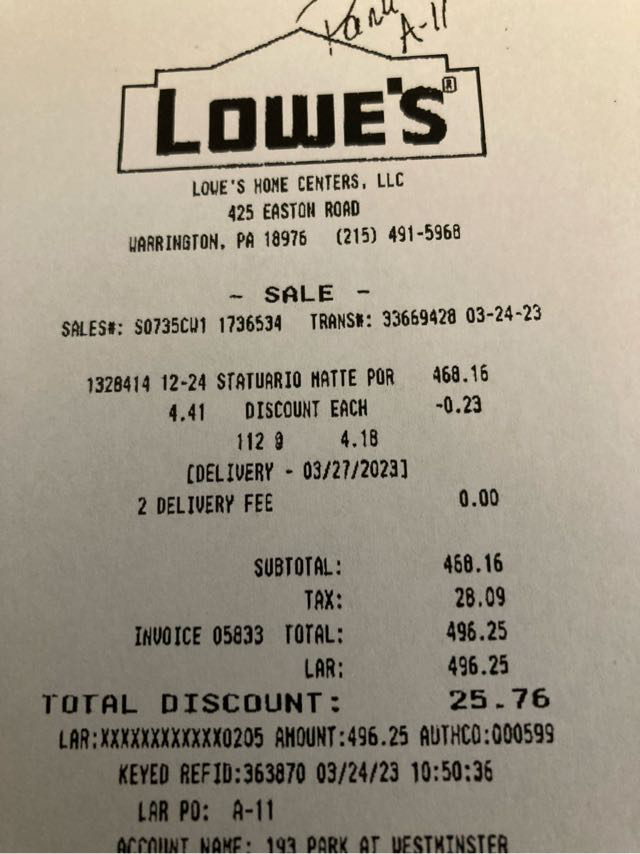 Park
A-11
LOWE'S®
LOWE'S HOME CENTERS, LLC
425 EASTON ROAD
WARRINGTON, PA 18976 (215) 491-5968
- SALE -
SALES#: S0735CW1 1736534 TRANS#: 33669428 03-24-23
1328414 12-24 STATUARIO MATTE POR 468.16
4.41 DISCOUNT EACH -0.23
112 @ 4.18
[DELIVERY - 03/27/2023]
2 DELIVERY FEE 0.00
SUBTOTAL: 468.16
TAX: 28.09
INVOICE 05833 TOTAL: 496.25
LAR: 496.25
TOTAL DISCOUNT: 25.76
LAR:XXXXXXXXXXXX0205 AMOUNT:496.25 AUTHCD:000599
KEYED REFID:363870 03/24/23 10:50:36
LAR PO: A-11
ACCOUNT NAME: 193 PARK AT WESTMINSTER